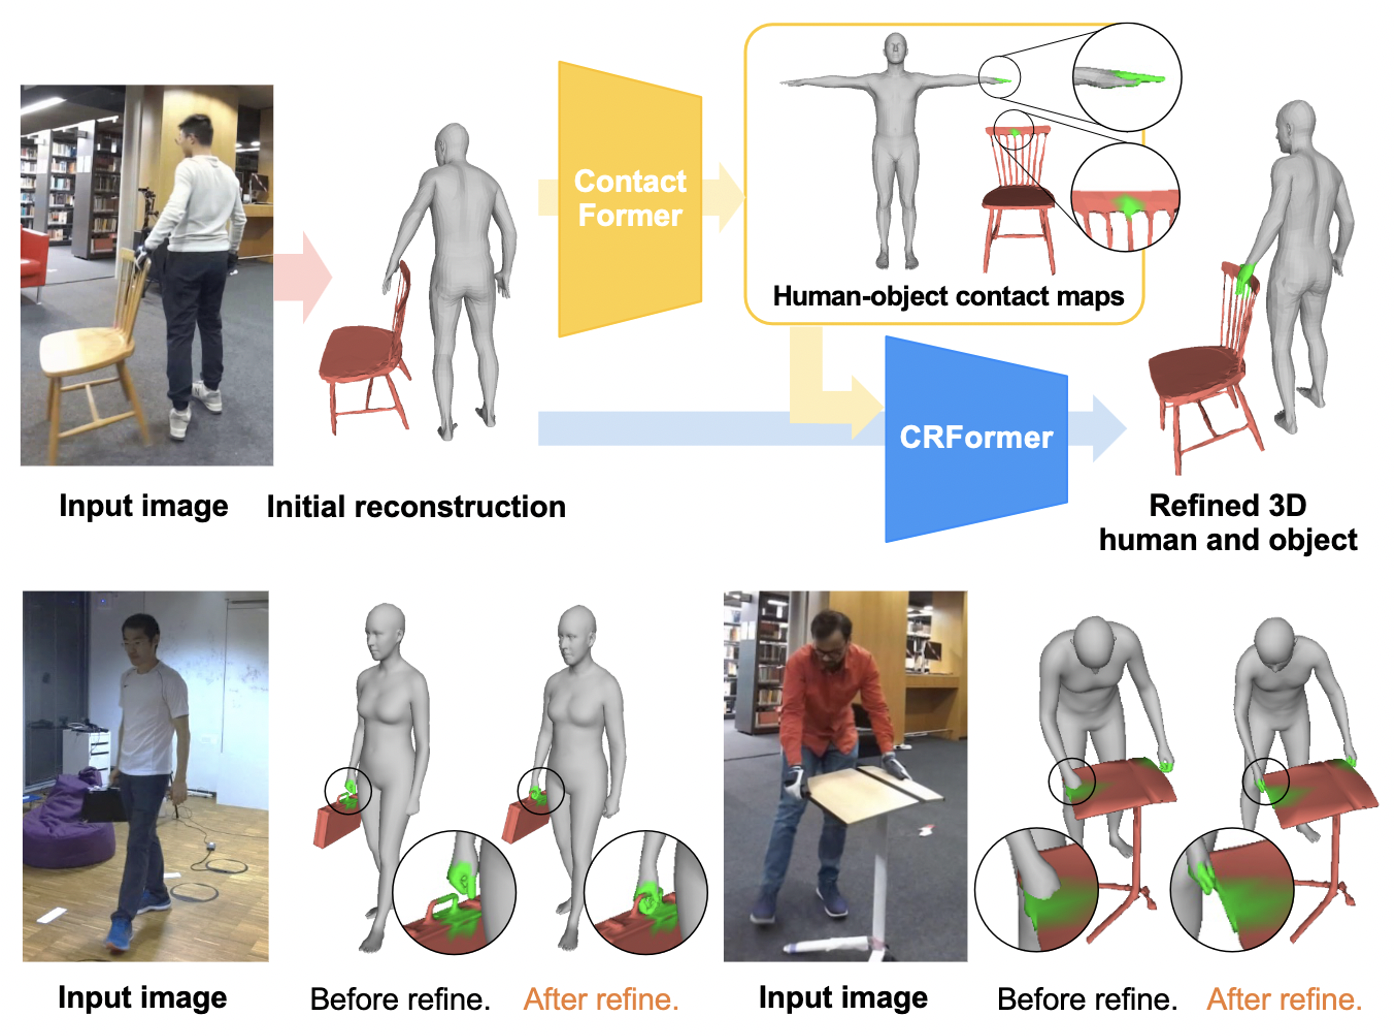 Contact
Former
Human-object contact maps
CRFormer
Input image
Initial reconstruction
Refined 3D
human and object
Input image
Before refine.
After refine.
Input image
Before refine.
After refine.